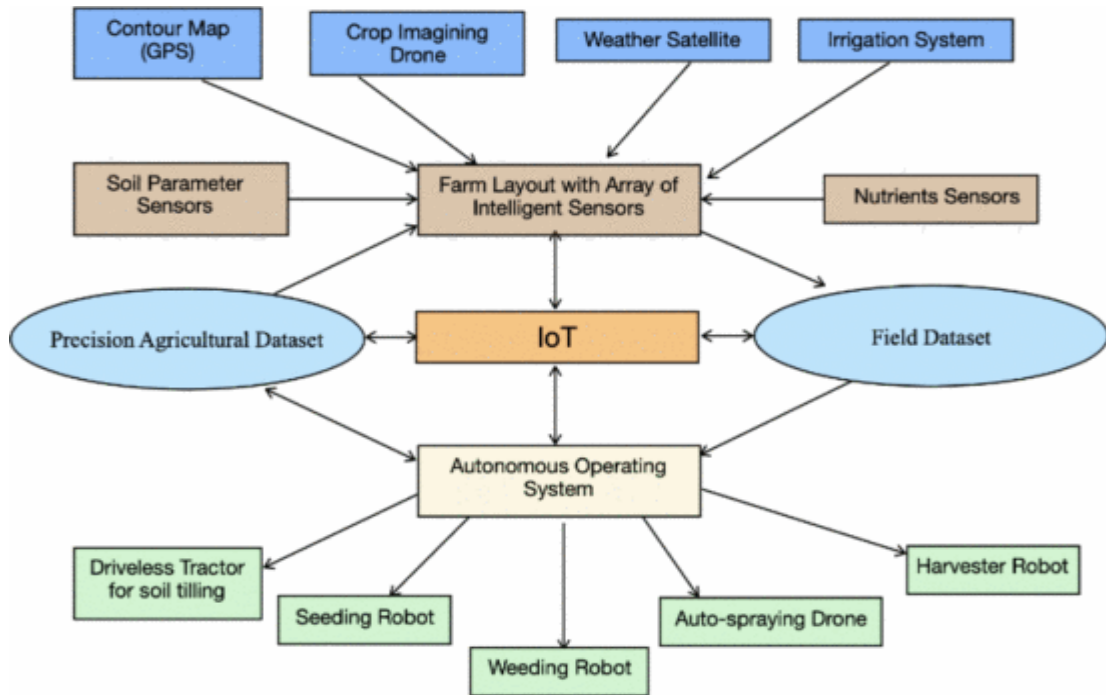 Contour Map
(GPS)
Crop Imagining
Drone
Weather Satellite
Irrigation System
Soil Parameter
Sensors
Farm Layout with Array of
Intelligent Sensors
Nutrients Sensors
Precision Agricultural Dataset
IoT
Field Dataset
Autonomous Operating
System
Driveless Tractor
for soil tilling
Seeding Robot
Weeding Robot
Auto-spraying Drone
Harvester Robot